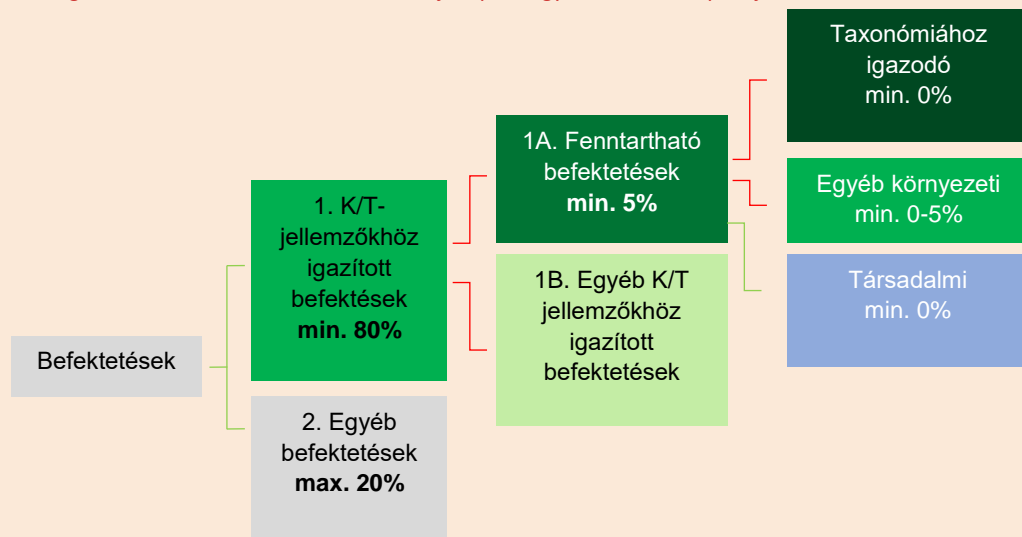 Taxonómiához
igazodó
min. 0%
1A. Fenntartható
befektetések
min. 5%
Egyéb környezeti
min. 0-5%
1. K/T-
jellemzőkhöz
igazított
befektések
min. 80%
1B. Egyéb K/T
jellemzőkhöz
igazított
befektetések
Társadalmi
min. 0%
Befektetések
2. Egyéb
befektetések
max. 20%